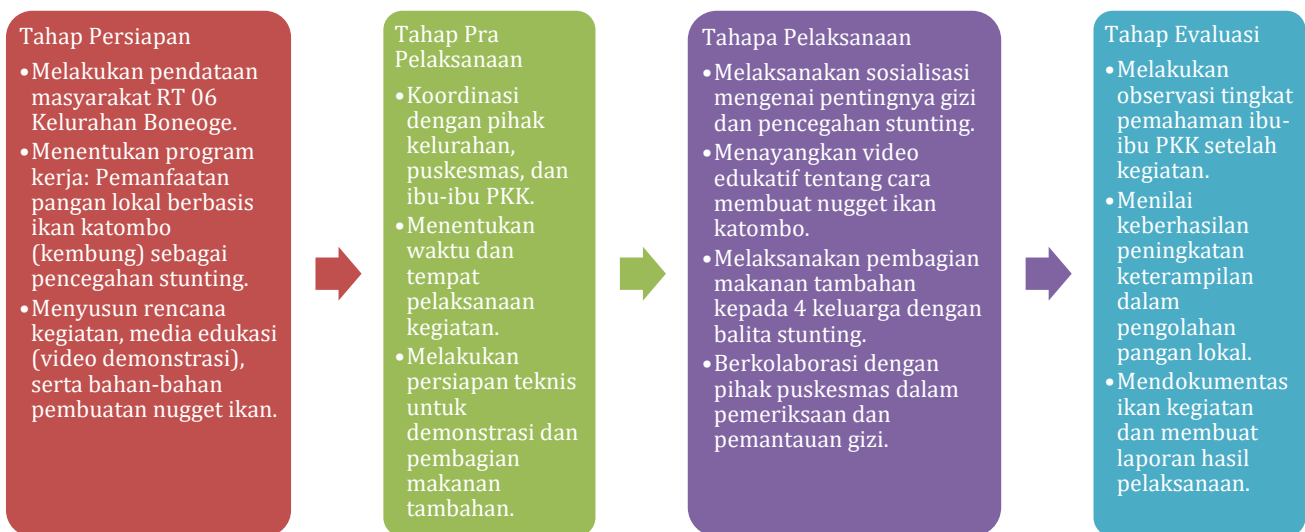 Tahap Persiapan
•Melakukan pendataan
masyarakat RT 06
Kelurahan Boneoge.
•Menentukan program
kerja: Pemanfaatan
pangan lokal berbasis
ikan katombo
(kembung) sebagai
pencegahan stunting.
•Menyusun rencana
kegiatan, media edukasi
(video demonstrasi),
serta bahan-bahan
pembuatan nugget ikan.
Tahap Pra
Pelaksanaan
•Koordinasi
dengan pihak
kelurahan,
puskesmas, dan
ibu-ibu PKK.
•Menentukan
waktu dan
tempat
pelaksanaan
kegiatan.
•Melakukan
persiapan teknis
untuk
demonstrasi dan
pembagian
makanan
tambahan.
Tahapa Pelaksanaan
•Melaksanakan sosialisasi
mengenai pentingnya gizi
dan pencegahan stunting.
•Menayangkan video
edukatif tentang cara
membuat nugget ikan
katombo.
•Melaksanakan pembagian
makanan tambahan
kepada 4 keluarga dengan
balita stunting.
•Berkolaborasi dengan
pihak puskesmas dalam
pemeriksaan dan
pemantauan gizi.
Tahap Evaluasi
•Melakukan
observasi tingkat
pemahaman ibu-
ibu PKK setelah
kegiatan.
•Menilai
keberhasilan
peningkatan
keterampilan
dalam
pengolahan
pangan lokal.
•Mendokumentas
ikan kegiatan
dan membuat
laporan hasil
pelaksanaan.